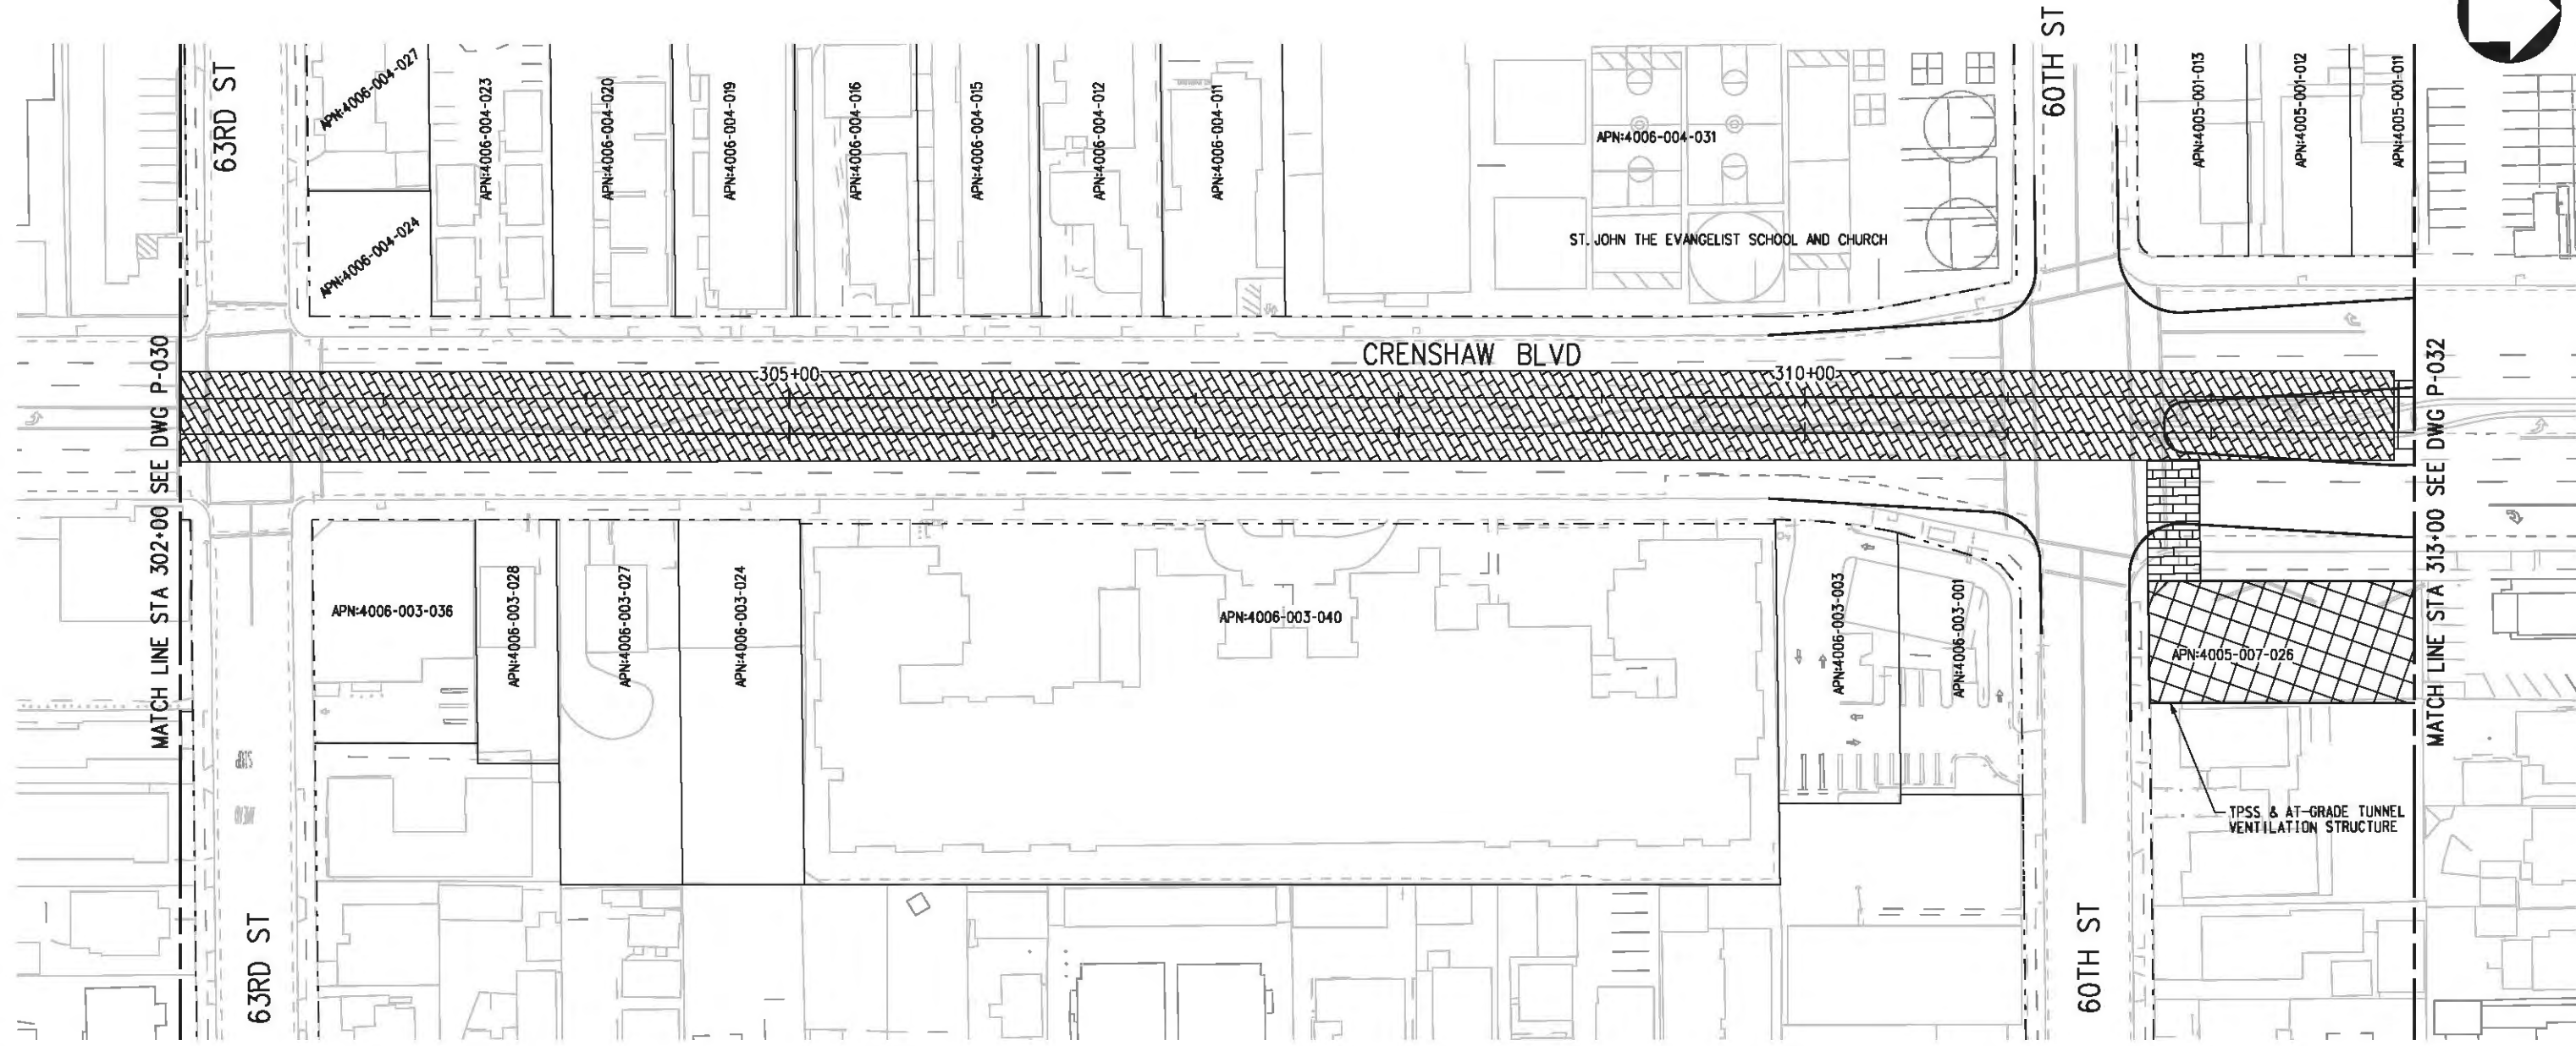 63RD ST
APN:4006-004-027
APN:4006-004-024
APN:4006-004-023
APN:4006-004-020
APN:4006-004-019
APN:4006-004-016
APN:4006-004-015
APN:4006-004-012
APN:4006-004-011
APN:4006-004-031
ST. JOHN THE EVANGELIST SCHOOL AND CHURCH
60TH ST
APN:4005-001-013
APN:4005-001-012
APN:4005-001-011
CRENSHAW BLVD
305+00
310+00
MATCH LINE STA 302+00 SEE DWG P-030
MATCH LINE STA 313+00 SEE DWG P-032
APN:4006-003-036
APN:4006-003-028
APN:4006-003-027
APN:4006-003-024
APN:4006-003-040
APN:4006-003-003
APN:4006-003-001
APN:4005-007-026
TPSS & AT-GRADE TUNNEL
VENTILATION STRUCTURE
63RD ST
60TH ST